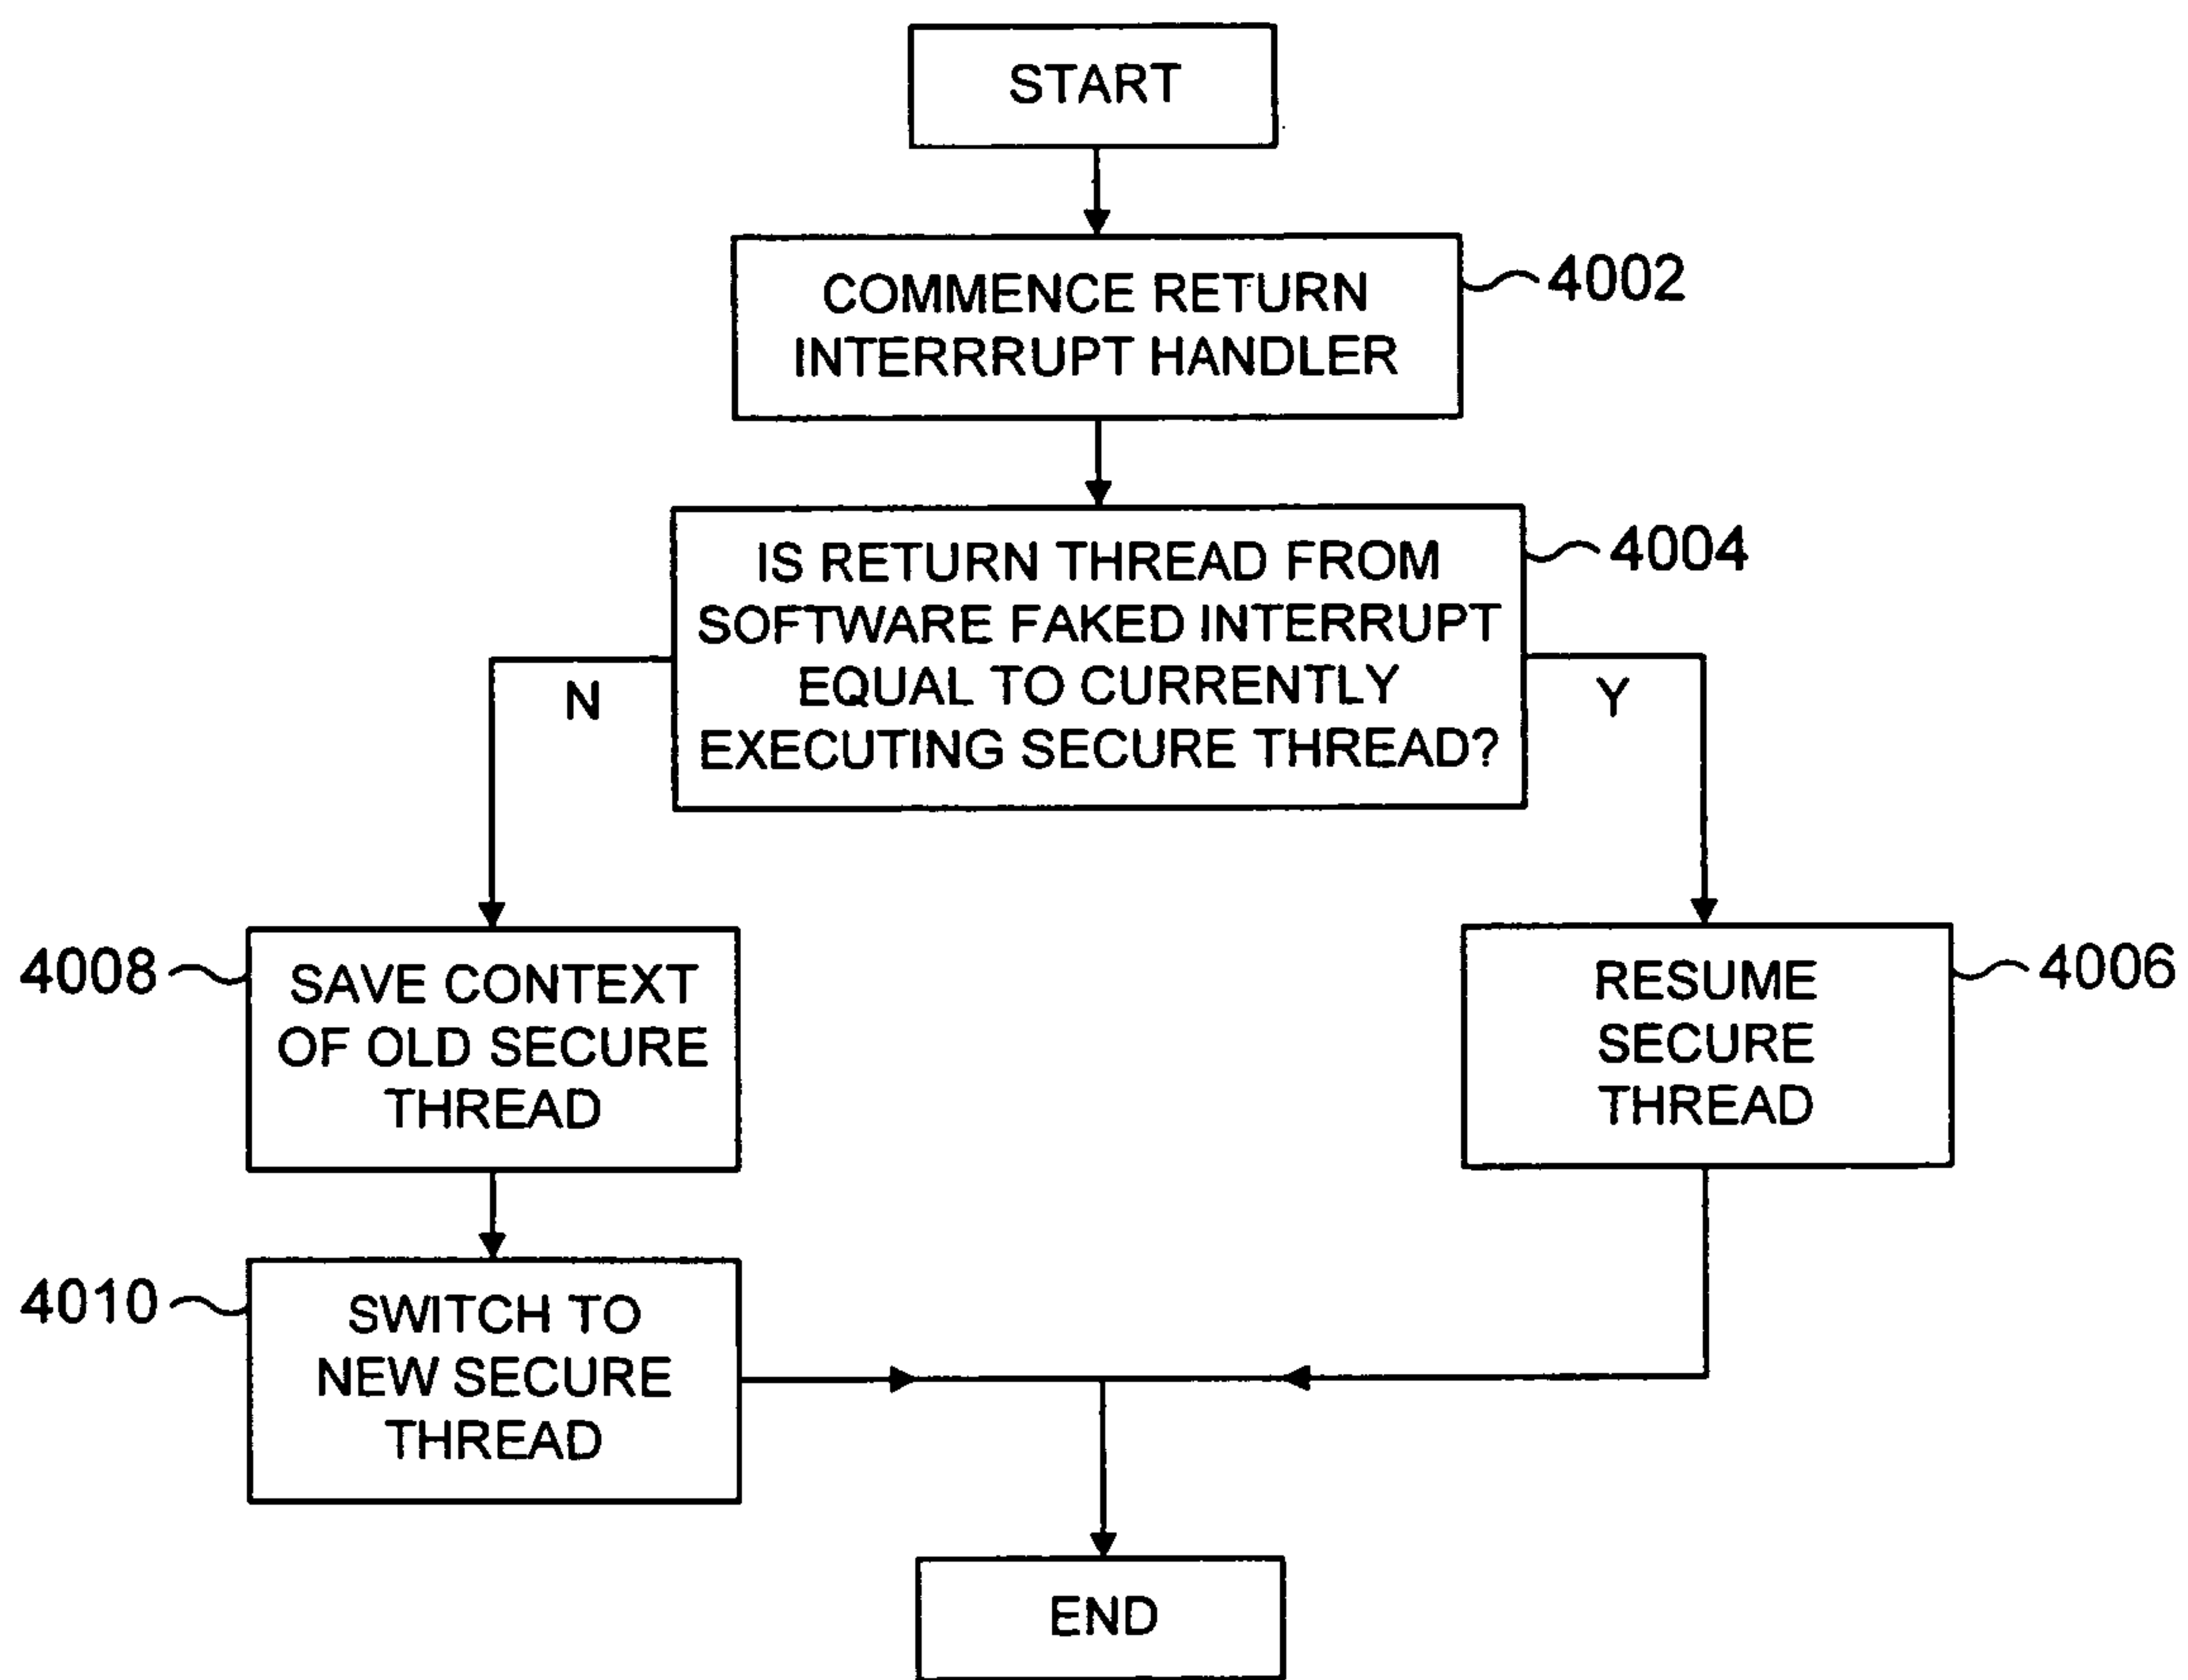 START
COMMENCE RETURN
INTERRRUPT HANDLER
4002
IS RETURN THREAD FROM
SOFTWARE FAKED INTERRUPT
EQUAL TO CURRENTLY
EXECUTING SECURE THREAD?
4004
N
Y
4008
SAVE CONTEXT
OF OLD SECURE
THREAD
RESUME
SECURE
THREAD
4006
4010
SWITCH TO
NEW SECURE
THREAD
END